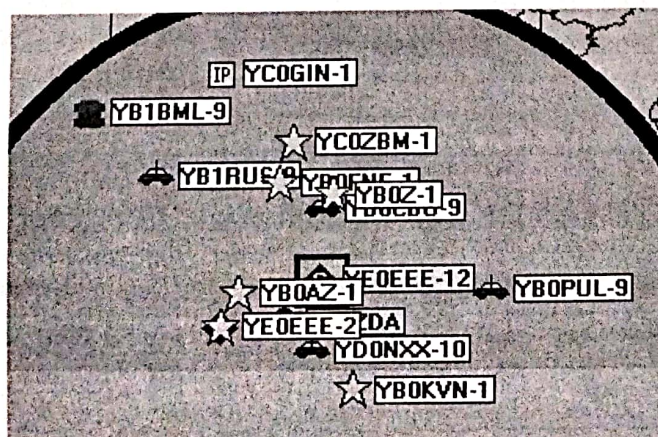 IP YC0GIN-1
YB1BML-9
YC0ZBM-1
YB1RUS-9
YB0Z-1
YE0EEE-12
YB0AZ-1
YB0PUL-9
YE0EEE-2
YD0NXX-10
YB0KVN-1